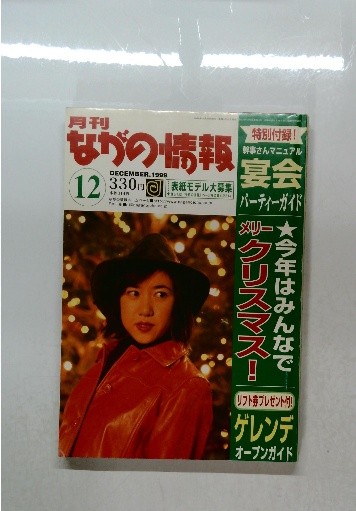 月刊
ながの情報
DECEMBER.1998
12
330円
表紙モデル大募集
特別付録!
幹事さんマニュアル
宴会
パーティーガイド
★今年はみんなで
メリークリスマス!
リフト券プレゼント付!
ゲレンデ
オープンガイド